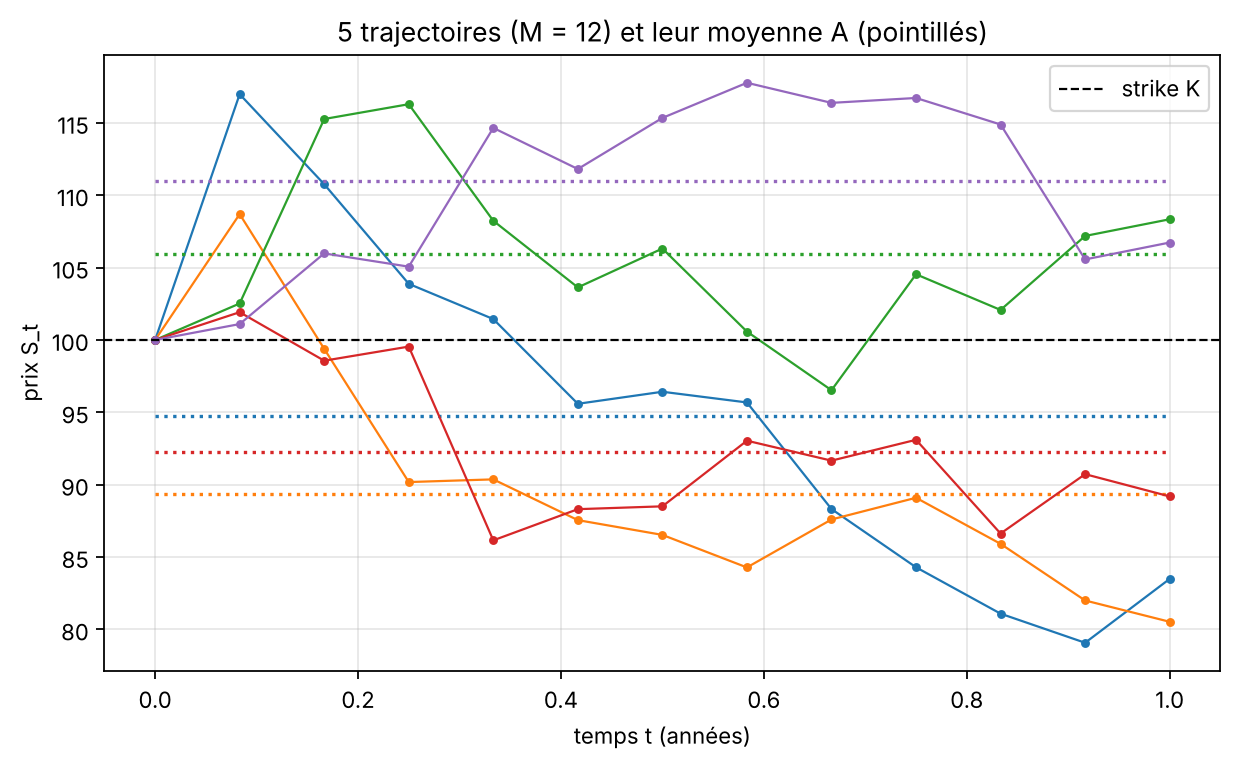 5 trajectoires (M = 12) et leur moyenne A (pointillés)
strike K
prix S_t
115
110
105
100
95
90
85
80
0.0 0.2 0.4 0.6 0.8 1.0
temps t (années)